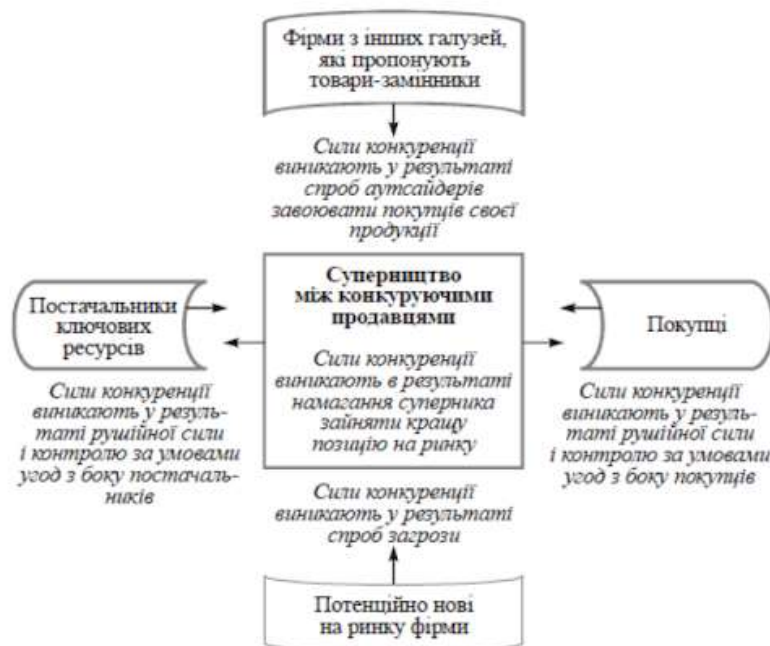 Фірми з інших галузей,
які пропонують
товари-замінники
Сили конкуренції
виникають у результаті
спроб аутсайдерів
завоювати покупців своєї
продукції
Постачальники
ключових
ресурсів
Сили конкуренції
виникають у резуль-
таті рушійної сили
і контролю за умовами
угод з боку постачаль-
ників
Суперництво
між конкуруючими
продавцями
Сили конкуренції
виникають в результаті
намагання суперника
зайняти кращу
позицію на ринку
Покупці
Сили конкуренції
виникають у резуль-
таті рушійної сили
і контролю за умовами
угод з боку покупців
Сили конкуренції
виникають у результаті
спроб загрози
Потенційно нові
на ринку фірми